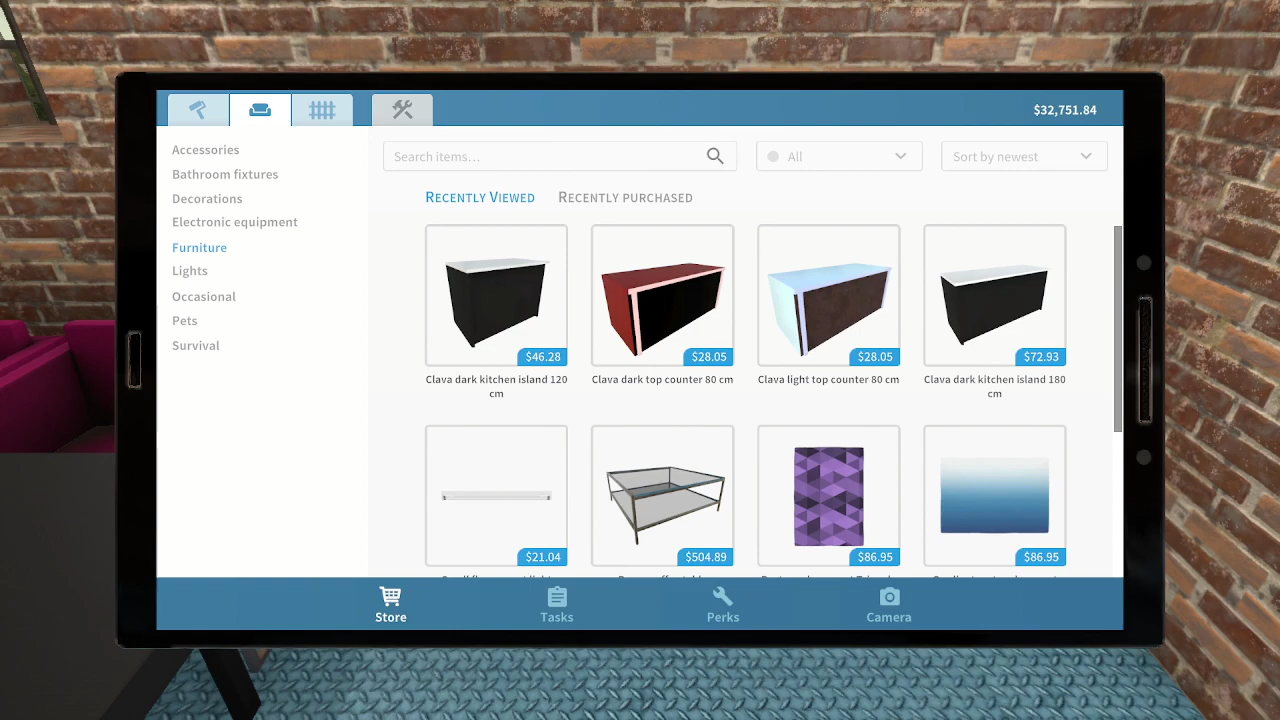 $32,751.84
Accessories
Bathroom fixtures
Decorations
Electronic equipment
Furniture
Lights
Occasional
Pets
Survival
Search items...
All
Sort by newest
Recently Viewed
Recently purchased
$46.28
Clava dark kitchen island 120
cm
$28.05
Clava dark top counter 80 cm
$28.05
Clava light top counter 80 cm
$72.93
Clava dark kitchen island 180
cm
$21.04
$504.89
$86.95
$86.95
Store
Tasks
Perks
Camera